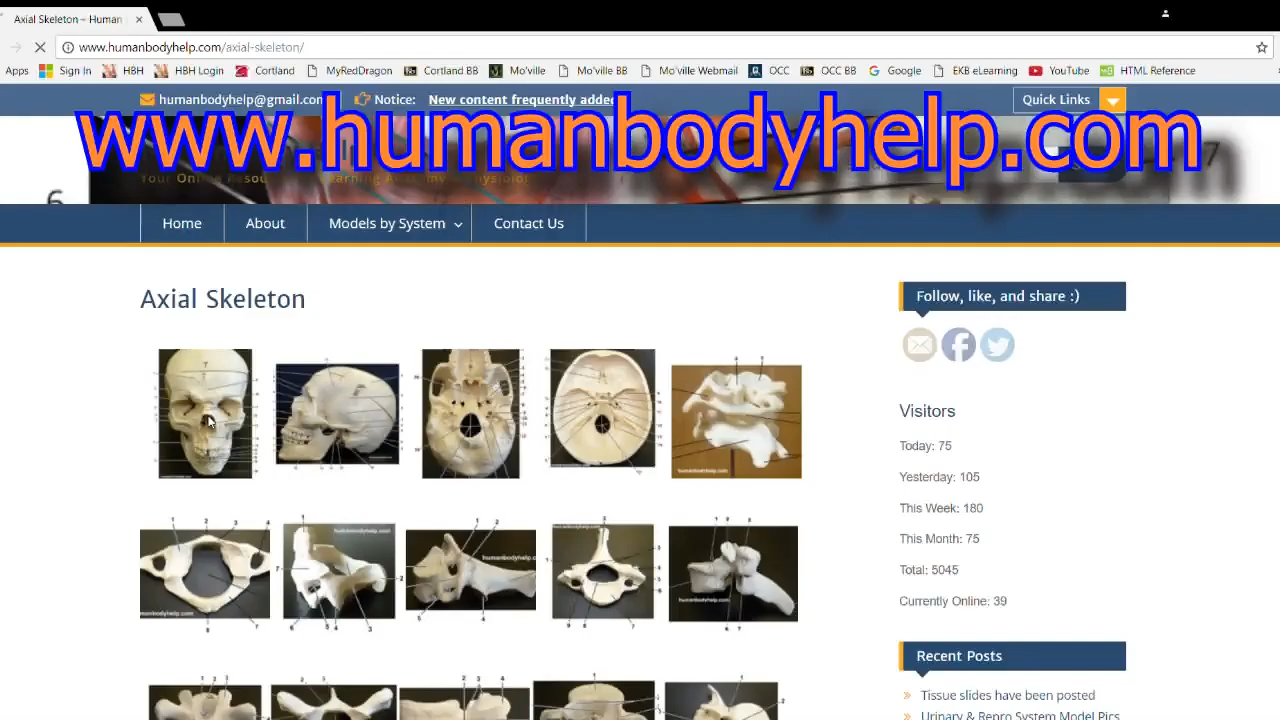 Axial Skeleton – Human
www.humanbodyhelp.com/axial-skeleton/
Apps Sign In HBH HBH Login Cortland MyRedDragon Cortland BB Mo'ville Mo'ville BB Mo'ville Webmail OCC OCC BB Google EKB eLearning YouTube HTML Reference
humanbodyhelp@gmail.com Notice: New content frequently added Quick Links
www.humanbodyhelp.com
Your Online
Home About Models by System Contact Us
Axial Skeleton
Follow, like, and share :)
Visitors
Today: 75
Yesterday: 105
This Week: 180
This Month: 75
Total: 5045
Currently Online: 39
Recent Posts
Tissue slides have been posted
Urinary & Repro System Model Pics